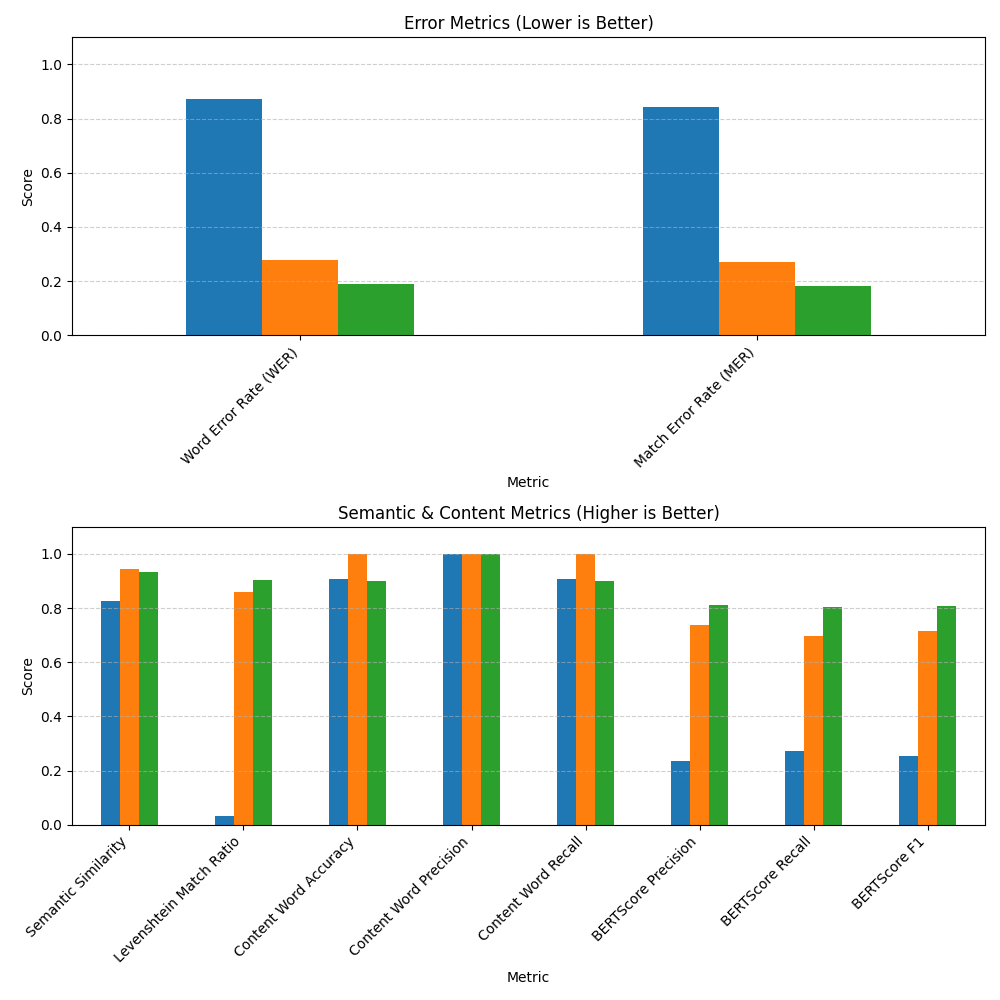 Error Metrics (Lower is Better)
1.0
0.8
0.6
0.4
0.2
0.0
Score
Word Error Rate (WER)
Match Error Rate (MER)
Metric
Semantic & Content Metrics (Higher is Better)
1.0
0.8
0.6
0.4
0.2
0.0
Score
Semantic Similarity
Levenshtein Match Ratio
Content Word Accuracy
Content Word Precision
Content Word Recall
BERTScore Precision
BERTScore Recall
BERTScore F1
Metric